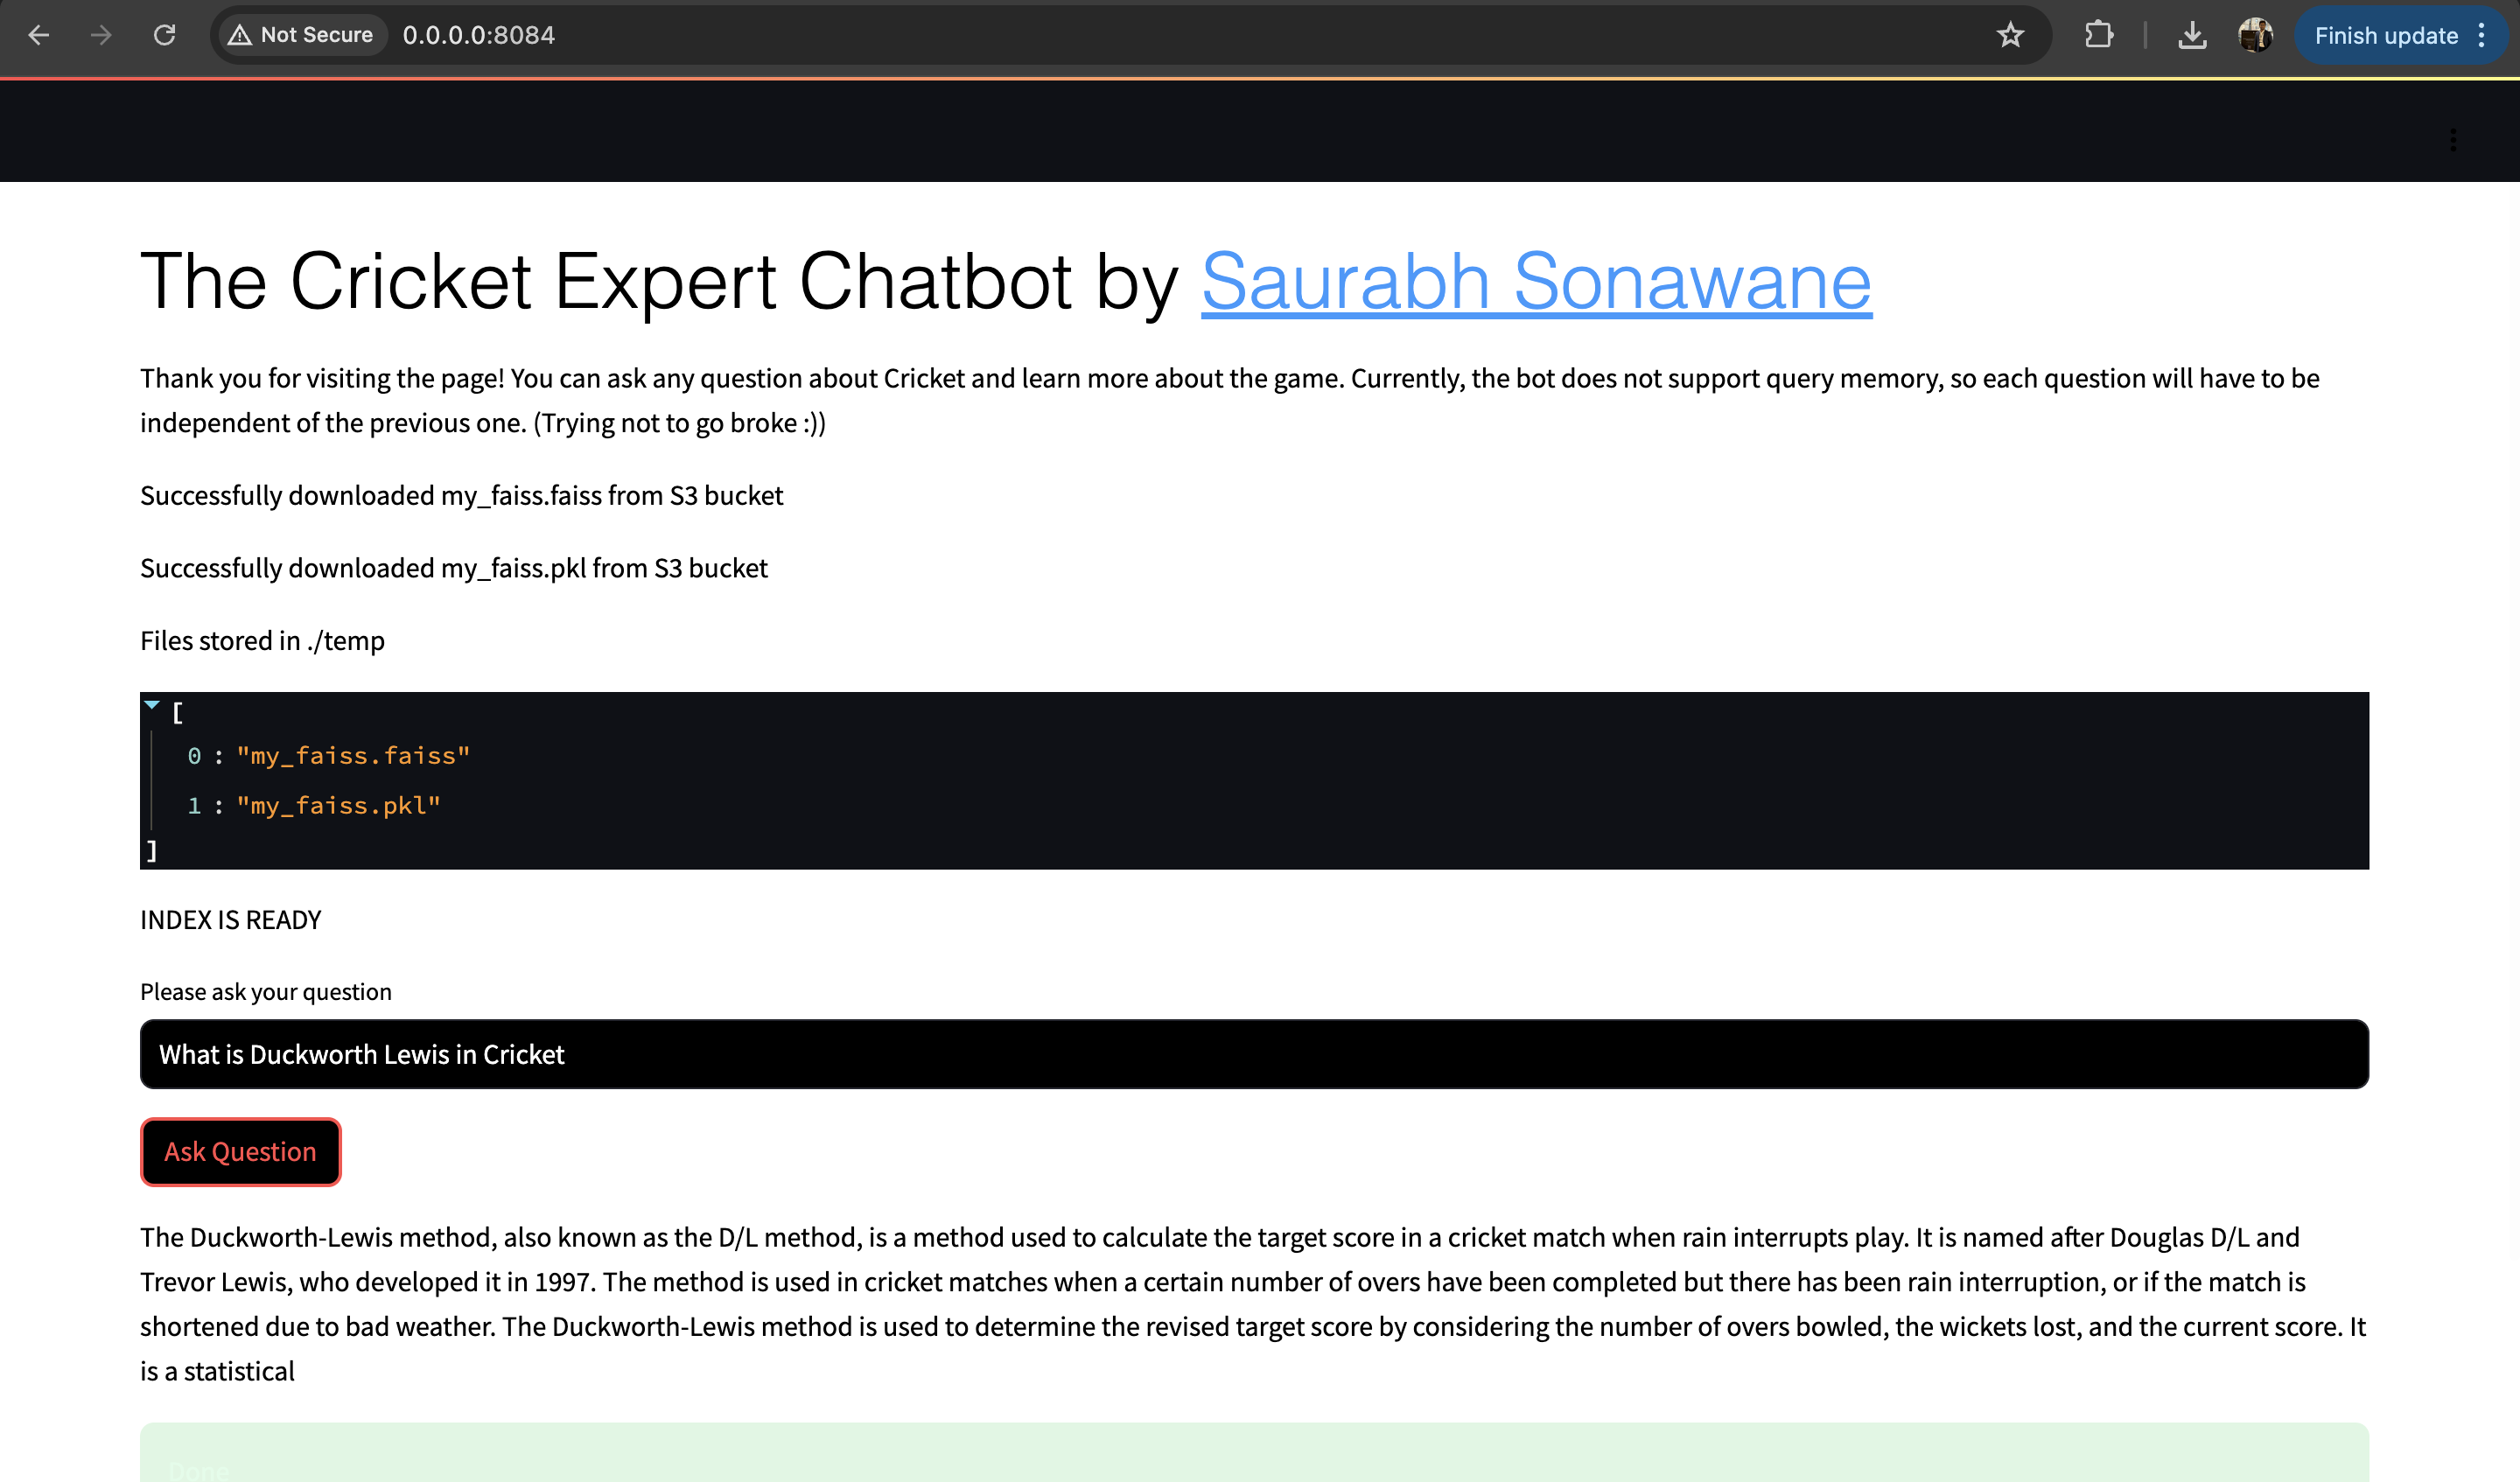 Not Secure 0.0.0.0:8084 Finish update
The Cricket Expert Chatbot by Saurabh Sonawane
Thank you for visiting the page! You can ask any question about Cricket and learn more about the game. Currently, the bot does not support query memory, so each question will have to be
independent of the previous one. (Trying not to go broke :))
Successfully downloaded my_faiss.faiss from S3 bucket
Successfully downloaded my_faiss.pkl from S3 bucket
Files stored in ./temp
[
0 : "my_faiss.faiss"
1 : "my_faiss.pkl"
]
INDEX IS READY
Please ask your question
What is Duckworth Lewis in Cricket
Ask Question
The Duckworth-Lewis method, also known as the D/L method, is a method used to calculate the target score in a cricket match when rain interrupts play. It is named after Douglas D/L and
Trevor Lewis, who developed it in 1997. The method is used in cricket matches when a certain number of overs have been completed but there has been rain interruption, or if the match is
shortened due to bad weather. The Duckworth-Lewis method is used to determine the revised target score by considering the number of overs bowled, the wickets lost, and the current score. It
is a statistical
Done